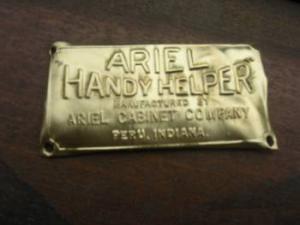 ARIEL
"HANDY HELPER"
MANUFACTURED BY
ARIEL CABINET COMPANY
PERU, INDIANA.